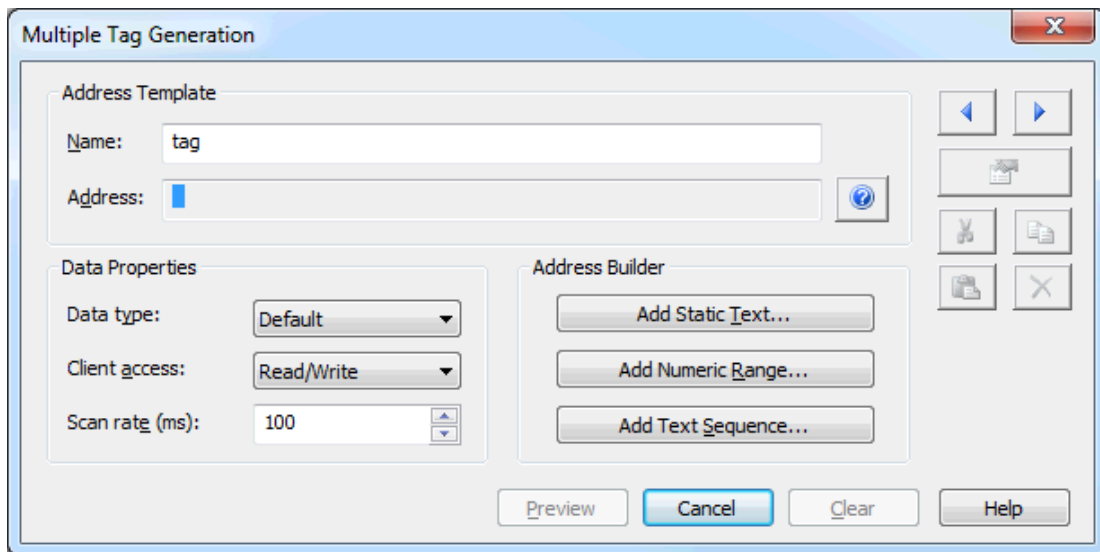 Multiple Tag Generation
Address Template
Name: tag
Address:
Data Properties
Data type: Default
Client access: Read/Write
Scan rate (ms): 100
Address Builder
Add Static Text...
Add Numeric Range...
Add Text Sequence...
Preview Cancel Clear Help